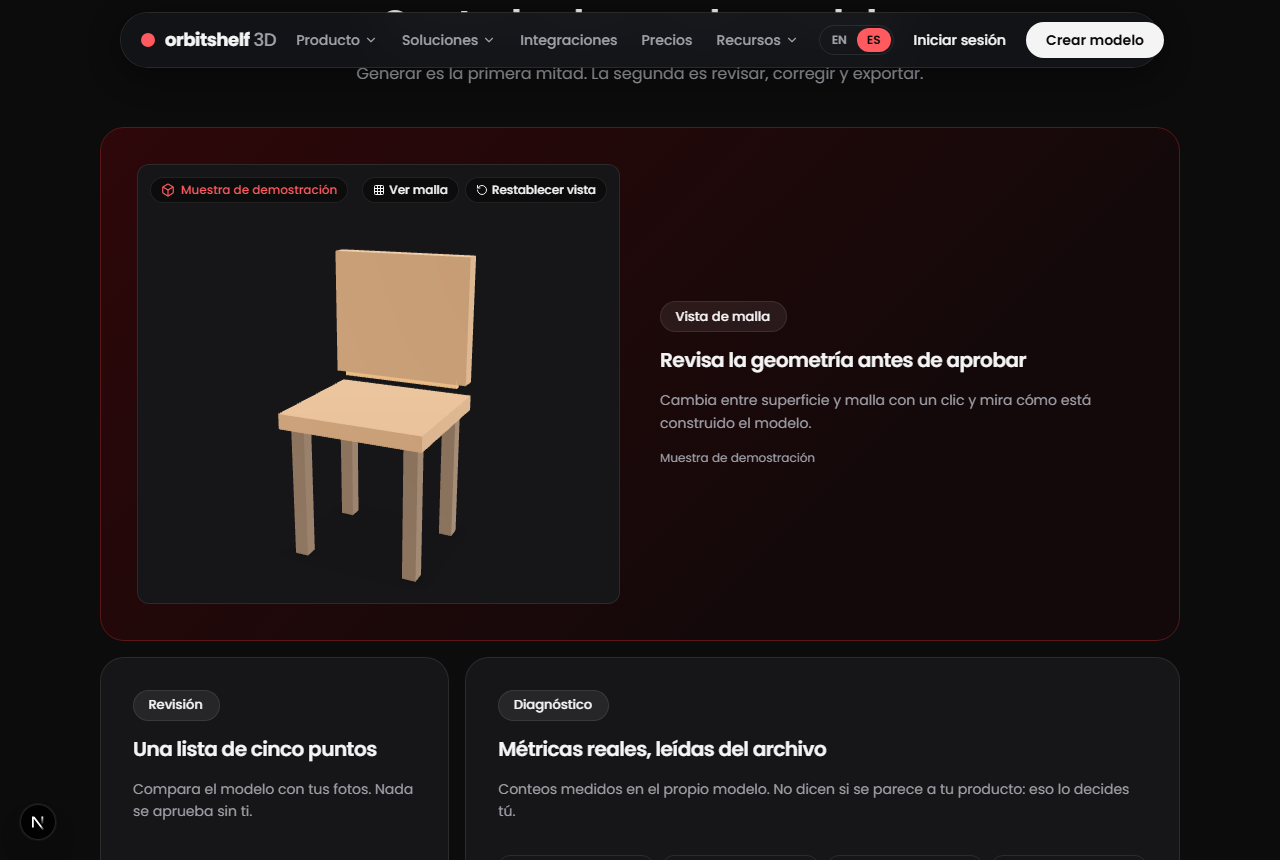 orbitshelf 3D
Producto
Soluciones
Integraciones
Precios
Recursos
EN
ES
Iniciar sesión
Crear modelo
Generar es la primera mitad. La segunda es revisar, corregir y exportar.
Muestra de demostración
Ver malla
Restablecer vista
Vista de malla
Revisa la geometría antes de aprobar
Cambia entre superficie y malla con un clic y mira cómo está
construido el modelo.
Muestra de demostración
Revisión
Una lista de cinco puntos
Compara el modelo con tus fotos. Nada
se aprueba sin ti.
Diagnóstico
Métricas reales, leídas del archivo
Conteos medidos en el propio modelo. No dicen si se parece a tu producto: eso lo decides
tú.
N